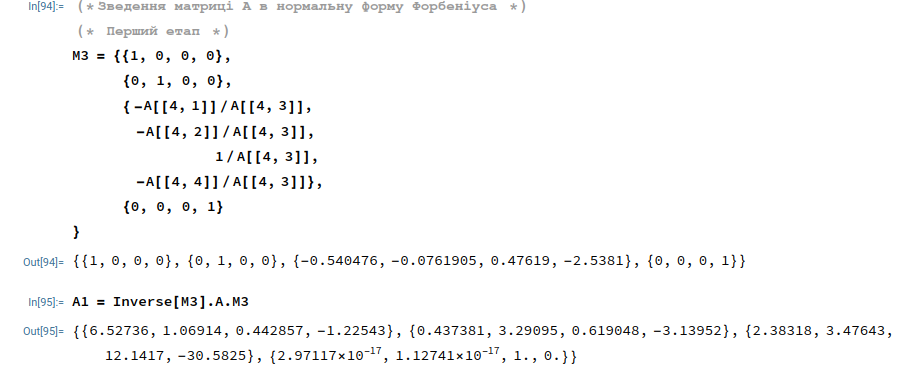 In[94]:= (*Зведення матриці A в нормальну форму Форбеніуса *)
(* Перший етап *)
M3 = {{1, 0, 0, 0},
{0, 1, 0, 0},
{-A[[4, 1]]/A[[4, 3]],
-A[[4, 2]]/A[[4, 3]],
1/A[[4, 3]],
-A[[4, 4]]/A[[4, 3]]},
{0, 0, 0, 1}
}
Out[94]= {{1, 0, 0, 0}, {0, 1, 0, 0}, {-0.540476, -0.0761905, 0.47619, -2.5381}, {0, 0, 0, 1}}
In[95]:= A1 = Inverse[M3].A.M3
Out[95]= {{6.52736, 1.06914, 0.442857, -1.22543}, {0.437381, 3.29095, 0.619048, -3.13952}, {2.38318, 3.47643,
12.1417, -30.5825}, {2.97117×10⁻¹⁷, 1.12741×10⁻¹⁷, 1., 0.}}